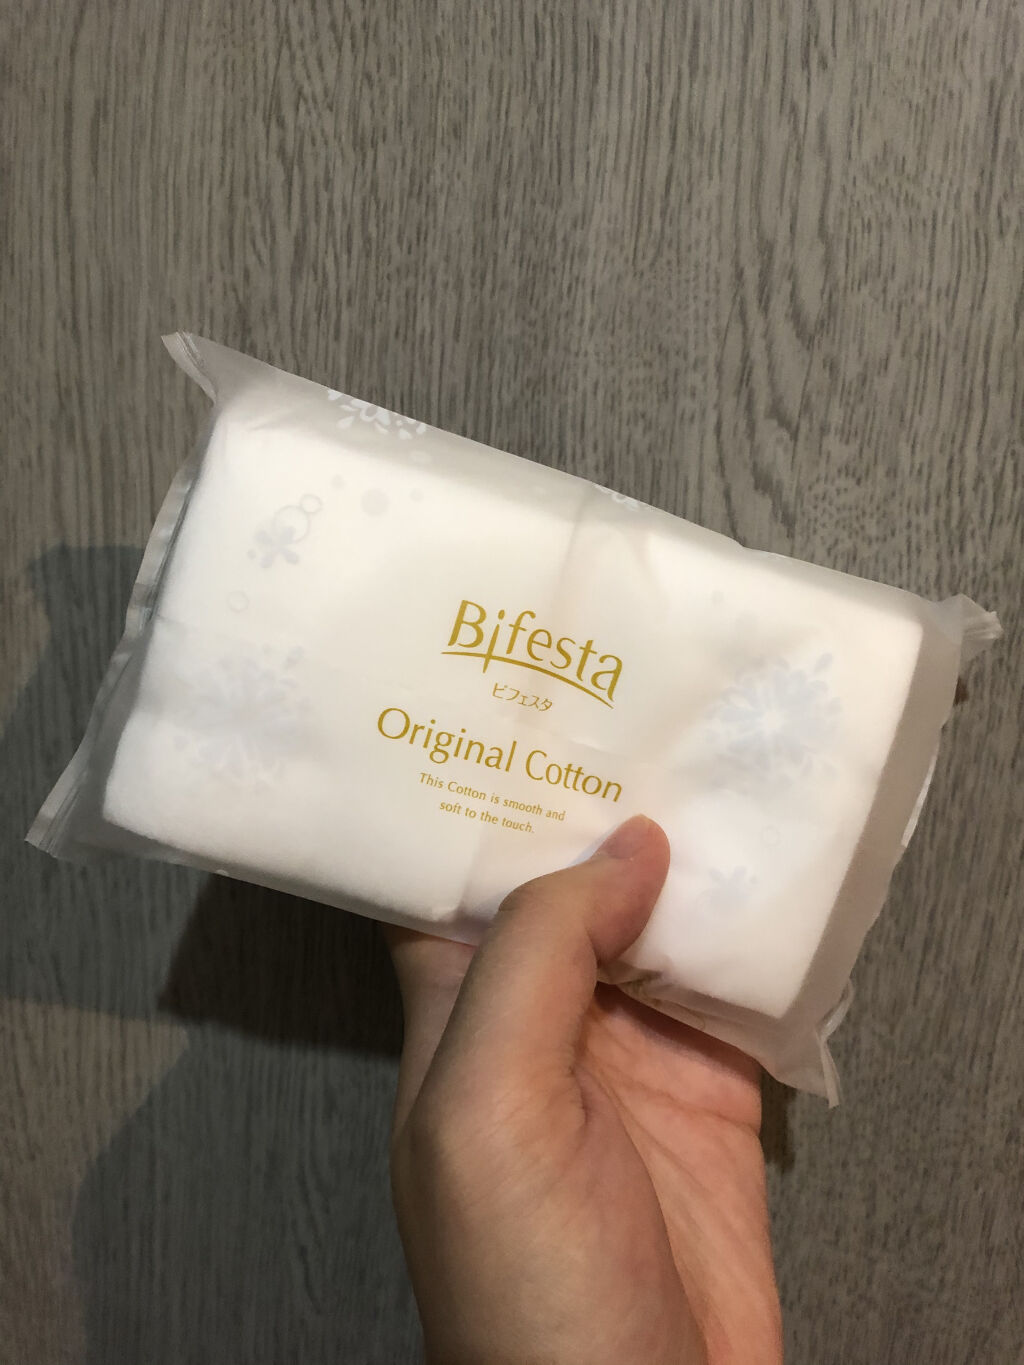 Bifesta
ビフェスタ
Original Cotton
This Cotton is smooth and
soft to the touch.